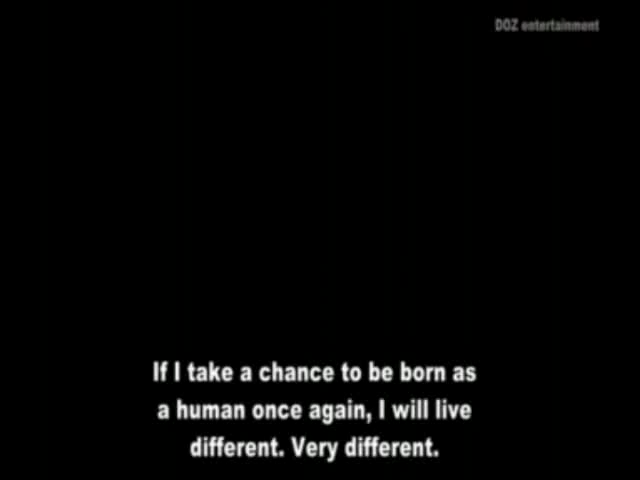 DOZ entertainment
If I take a chance to be born as
a human once again, I will live
different. Very different.